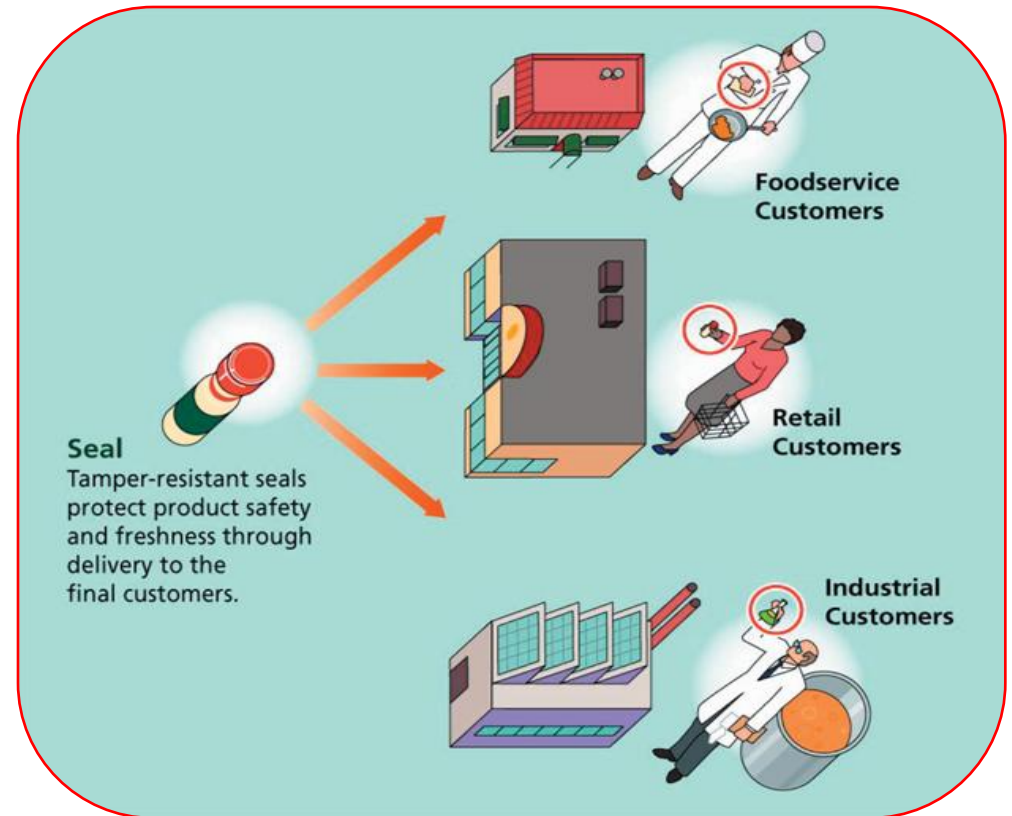 Foodservice
Customers
Retail
Customers
Seal
Tamper-resistant seals
protect product safety
and freshness through
delivery to the
final customers.
Industrial
Customers